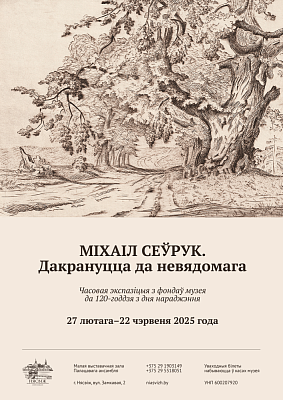 МІХАІЛ СЕЎРУК.
Дакрануцца да невядомага
Часовая экспазіцыя з фондаў музея
да 120-годдзя з дня нараджэння
27 лютага–22 чэрвеня 2025 года
НЯСВІЖ
Малая выставачная зала
Палацавага ансамбля
г. Нясвіж, вул. Замкавая, 2
+375 29 1903149
+375 29 5518031
niasvizh.by
Уваходныя білеты
набываюцца ў касах музея
УНП 600207920